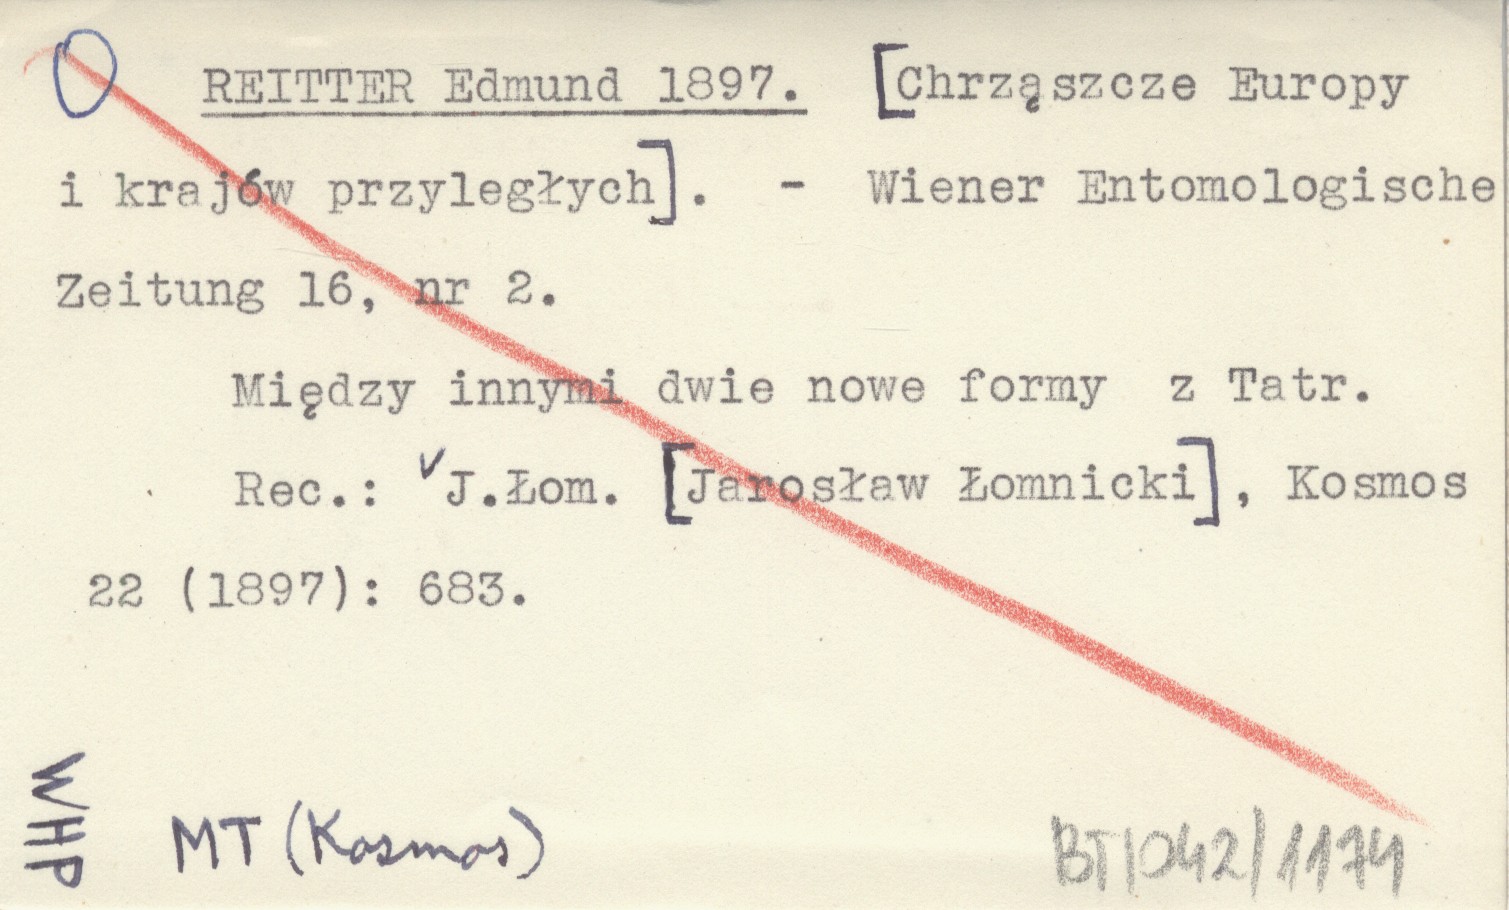 REITTER Edmund 1897. [Chrząszcze Europy
i krajów przyległych]. - Wiener Entomologische
Zeitung 16, nr 2.
Między innymi dwie nowe formy z Tatr.
Rec.: J.Łom. [Jarosław Łomnicki], Kosmos
22 (1897): 683.
WHP
MT (Kosmos)
BT/042/1174